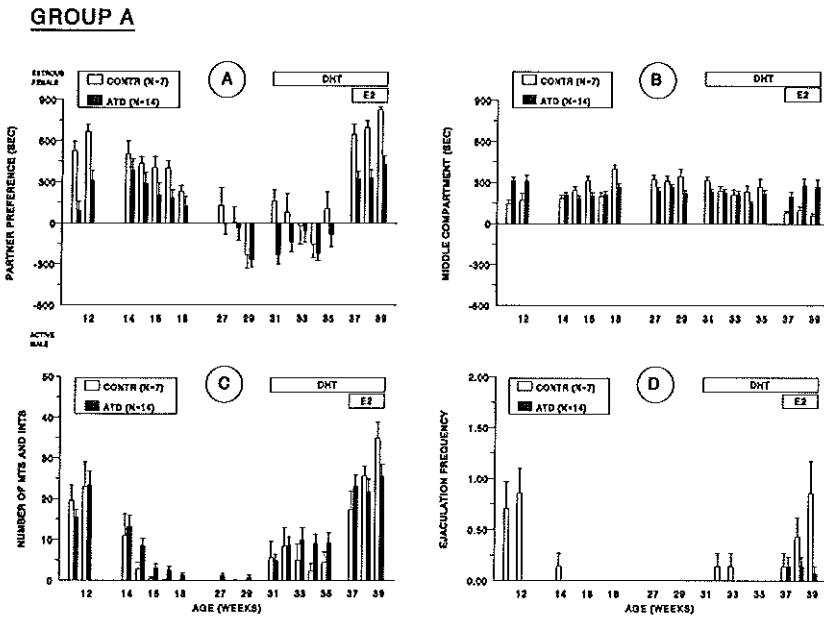 GROUP A
ESTROUS
FEMALE
CONTR (N=7)
ATD (N=14)
A
DHT
E2
900
600
300
0
-300
-600
PARTNER PREFERENCE (SEC)
12 14 16 18 27 29 31 33 35 37 39
ACTIVE
MALE
CONTR (N=7)
ATD (N=14)
B
DHT
E2
900
600
300
0
-300
-600
MIDDLE COMPARTMENT (SEC)
12 14 16 18 27 29 31 33 35 37 39
CONTR (N=7)
ATD (N=14)
C
DHT
E2
50
40
30
20
10
0
NUMBER OF MTS AND INTS
12 14 16 18 27 29 31 33 35 37 39
AGE (WEEKS)
CONTR (N=7)
ATD (N=14)
D
DHT
E2
2.00
1.50
1.00
0.50
0.00
EJACULATION FREQUENCY
12 14 16 18 27 29 31 33 35 37 39
AGE (WEEKS)